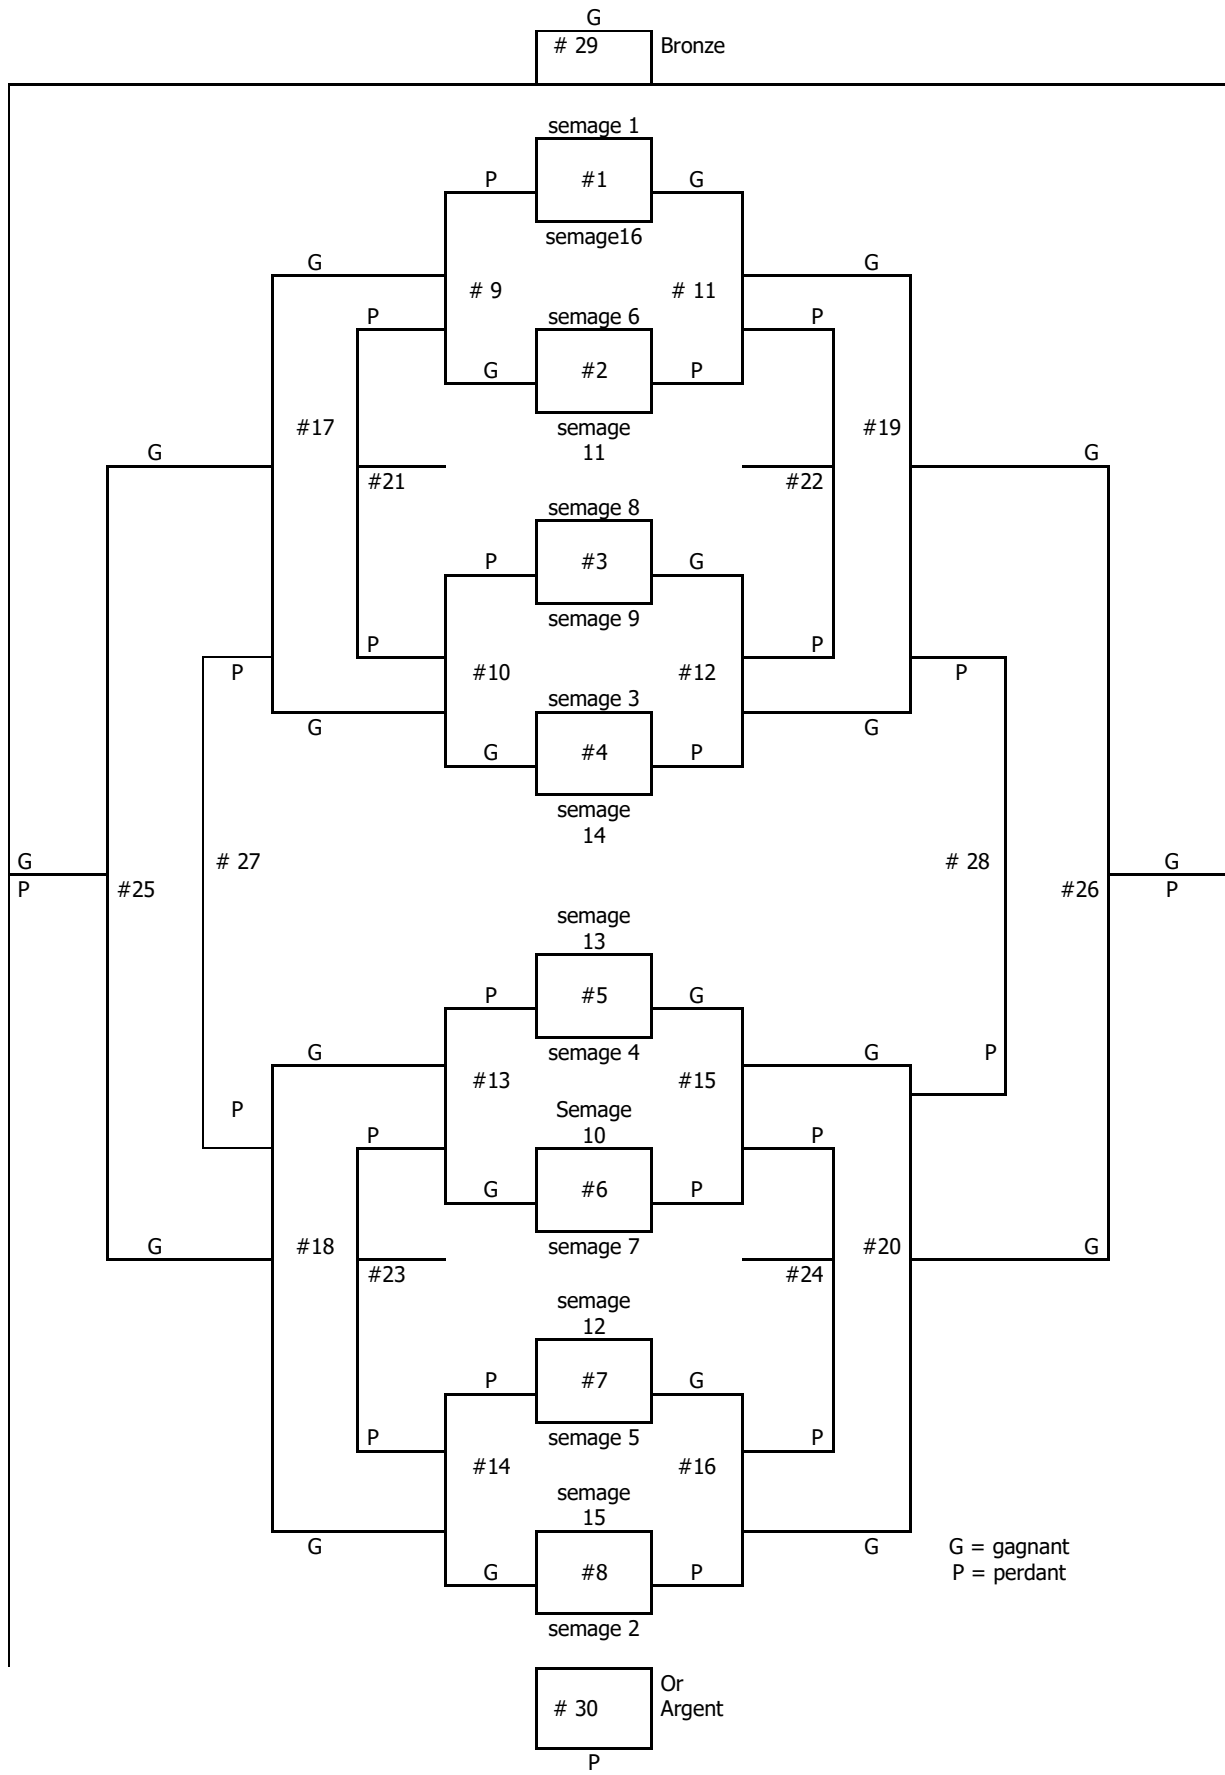 G
# 29 Bronze
semage 1
P #1 G
semage16
G G
# 9 # 11
P semage 6 P
G #2 P
#17 semage #19
G 11 G
#21 #22
semage 8
P #3 G
semage 9
P P
P #10 #12 P
semage 3
G G
G #4 P
semage
14
G # 27 # 28 G
P #25 #26 P
semage
13
P #5 G
G semage 4 G P
#13 #15
P Semage
P 10 P
G #6 P
G #18 semage 7 #20 G
#23 #24
semage
12
P #7 G
P semage 5 P
#14 #16
semage
15
G G G = gagnant
G #8 P P = perdant
semage 2
Or
# 30 Argent
P